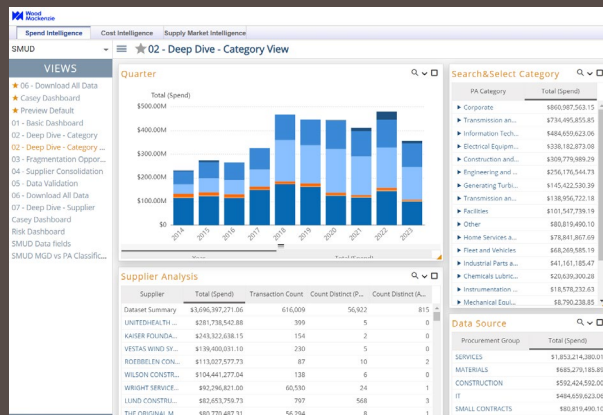 Wood
Mackenzie
Spend Intelligence Cost Intelligence Supply Market Intelligence
SMUD
02 - Deep Dive - Category View
VIEWS
06 - Download All Data
Casey Dashboard
Preview Default
01 - Basic Dashboard
02 - Deep Dive - Category
02 - Deep Dive - Category ...
03 - Fragmentation Oppor...
04 - Supplier Consolidation
05 - Data Validation
06 - Download All Data
07 - Deep Dive - Supplier
Casey Dashboard
Risk Dashboard
SMUD Data fields
SMUD MGD vs PA Classific...
Quarter
Total (Spend)
$500.00M
$400.00M
$300.00M
$200.00M
$100.00M
$0
2014 2015 2016 2017 2018 2019 2020 2021 2022 2023
Supplier Analysis
Supplier Total (Spend) Transaction Count Count Distinct (P... Count Distinct (A...
Dataset Summary $3,696,397,271.06 616,009 56,922 815
UNITEDHEALTH ... $281,738,542.88 399 5 0
KAISER FOUNDA... $243,322,638.15 154 2 0
VESTAS WIND SY... $139,400,031.10 230 5 0
ROEBBELEN CON... $113,027,577.73 87 10 2
WILSON CONSTR... $104,441,277.04 138 6 0
WRIGHT SERVICE... $92,296,821.00 60,530 24 1
LUND CONSTRU... $82,653,759.73 797 568 3
THE ORIGINAL M... $80,770,487.31 56,294 8 1
Search&Select Category
PA Category Total (Spend)
Corporate $860,987,563.15
Transmission an... $734,495,855.85
Information Tech... $484,659,623.06
Electrical Equipm... $338,182,873.08
Construction and... $309,779,989.29
Engineering and ... $256,176,544.73
Generating Turbi... $145,422,530.39
Transmission an... $138,956,722.18
Facilities $101,547,739.19
Other $80,819,490.10
Home Services a... $78,841,867.69
Fleet and Vehicles $68,269,585.19
Industrial Parts a... $41,161,185.47
Chemicals Lubric... $20,639,300.28
Instrumentation ... $18,578,232.63
Mechanical Equi... $8,790,238.85
Data Source
Procurement Group Total (Spend)
SERVICES $1,853,214,380.01
MATERIALS $685,279,185.89
CONSTRUCTION $592,424,592.00
IT $484,659,623.06
SMALL CONTRACTS $80,819,490.10